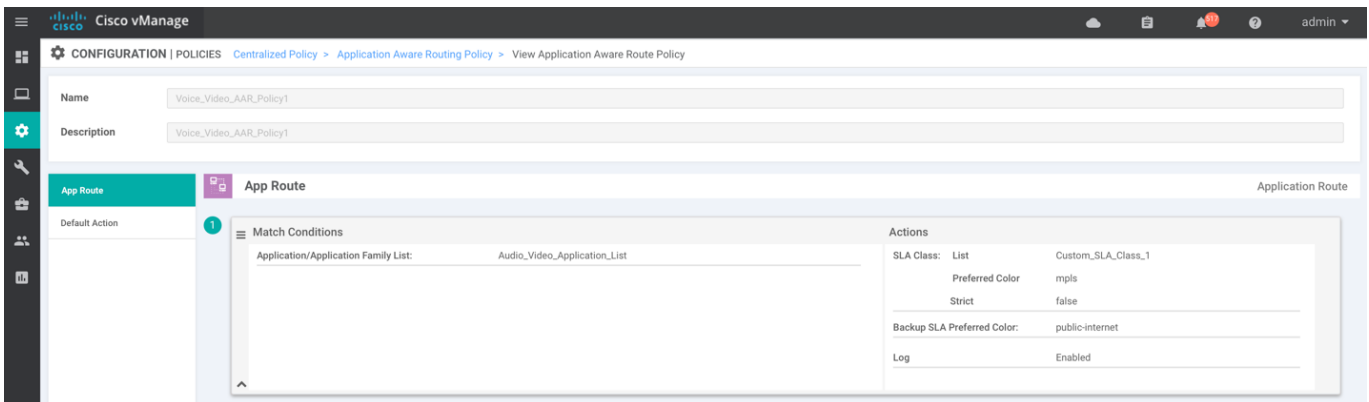 cisco Cisco vManage 517 admin
CONFIGURATION | POLICIES Centralized Policy > Application Aware Routing Policy > View Application Aware Route Policy
Name Voice_Video_AAR_Policy1
Description Voice_Video_AAR_Policy1
App Route App Route Application Route
Default Action 1 Match Conditions Actions
Application/Application Family List: Audio_Video_Application_List SLA Class: List Custom_SLA_Class_1
Preferred Color mpls
Strict false
Backup SLA Preferred Color: public-internet
Log Enabled